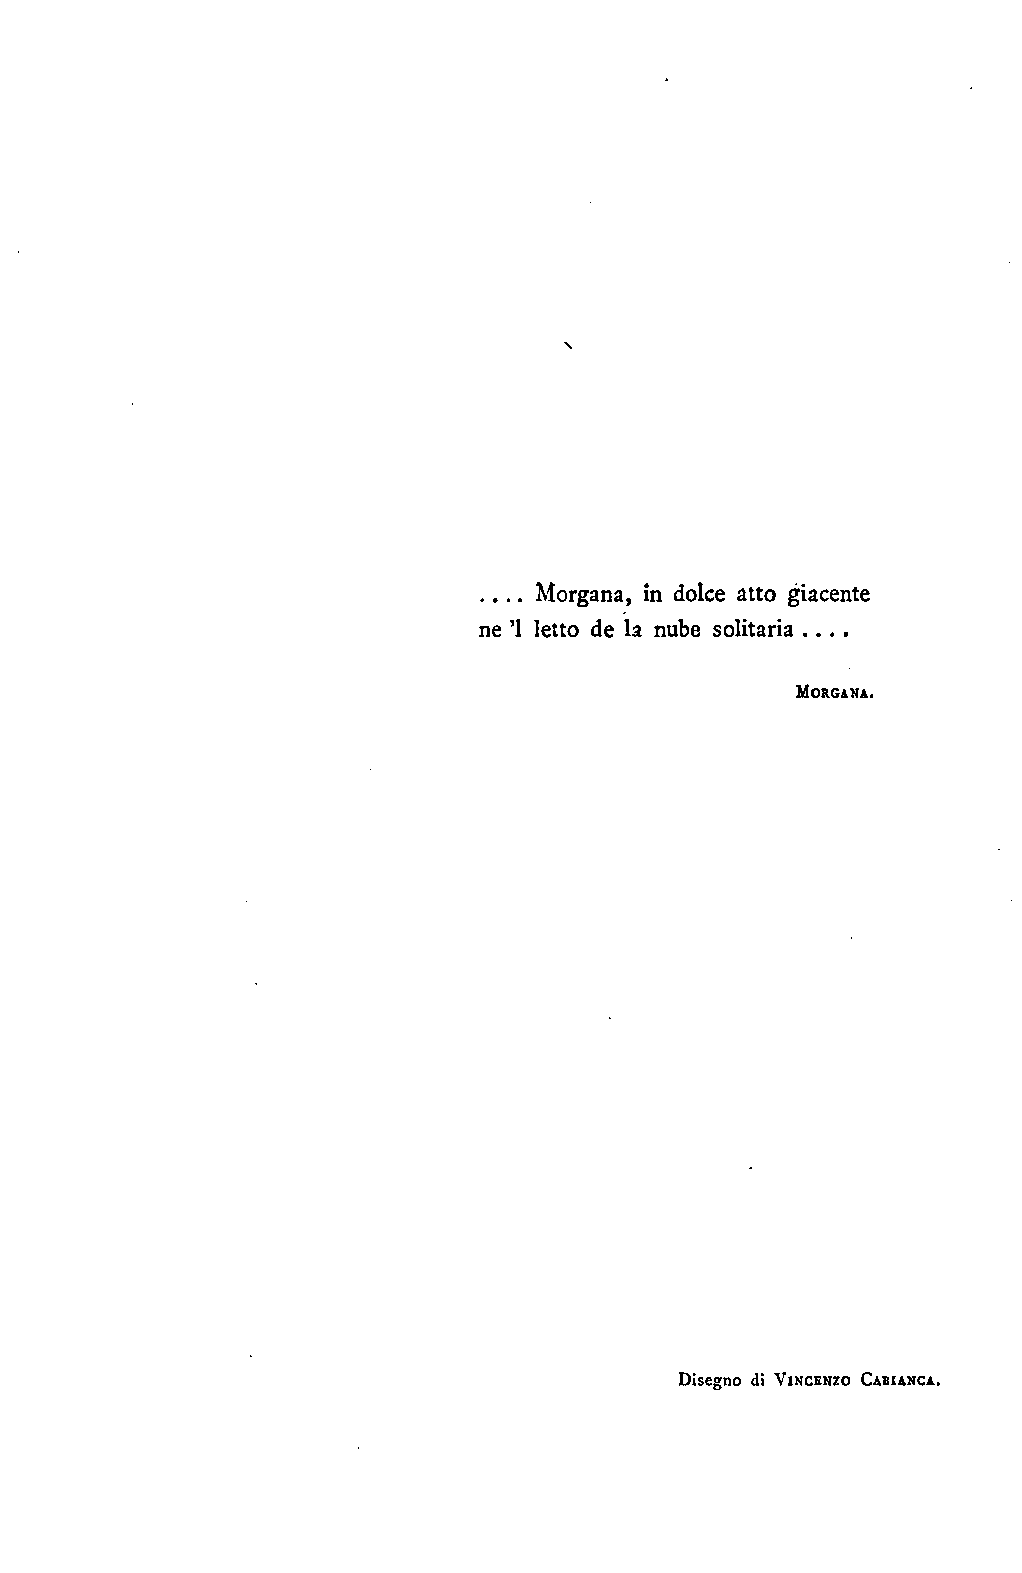 .... Morgana, in dolce atto giacente
ne 'l letto de la nube solitaria ....
MORGANA.
Disegno di VINCENZO CABIANCA.